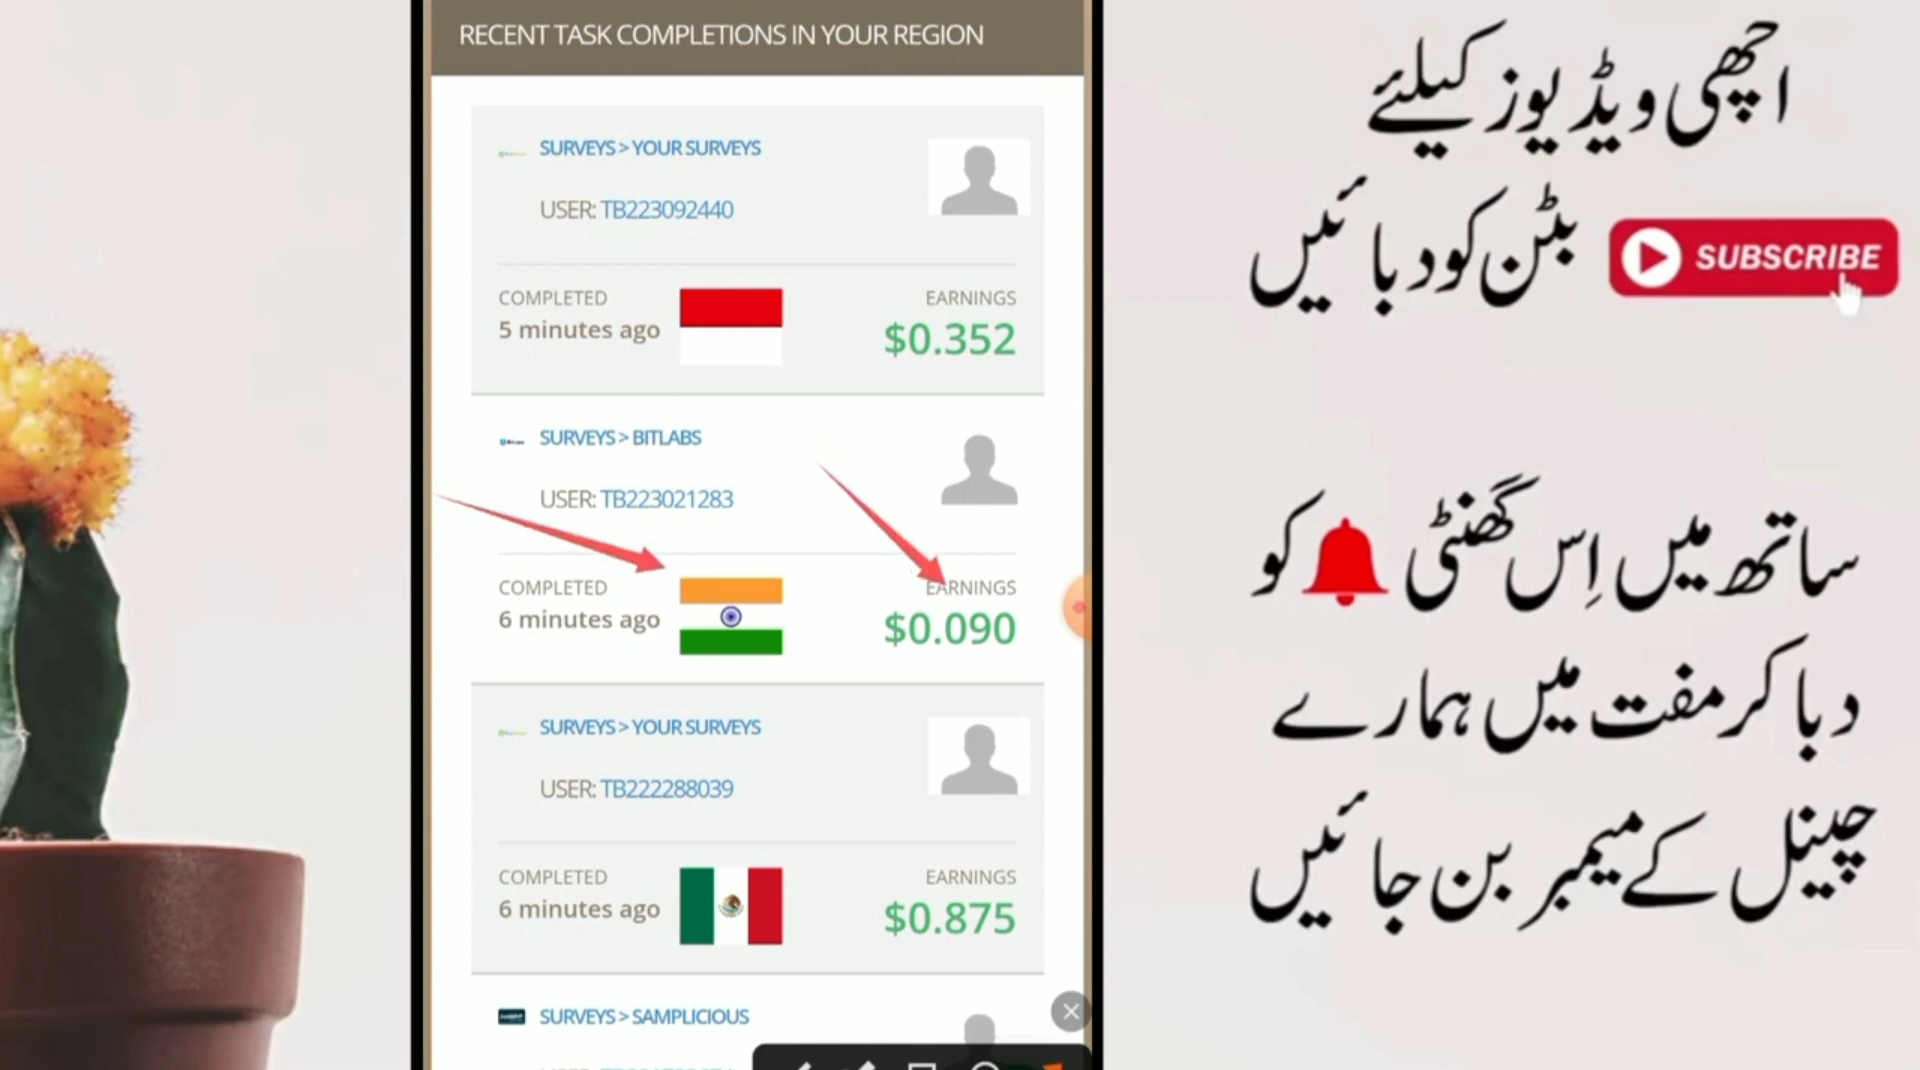 RECENT TASK COMPLETIONS IN YOUR REGION
SURVEYS > YOUR SURVEYS
USER: TB223092440
COMPLETED
5 minutes ago
EARNINGS
$0.352
SURVEYS > BITLABS
USER: TB223021283
COMPLETED
6 minutes ago
EARNINGS
$0.090
SURVEYS > YOUR SURVEYS
USER: TB222288039
COMPLETED
6 minutes ago
EARNINGS
$0.875
SURVEYS > SAMPLICIOUS
اچھی ویڈیوز کیلئے
SUBSCRIBE بٹن کو دبائیں
ساتھ میں اِس گھنٹی کو
دبا کر مفت میں ہمارے
چینل کے میمبر بن جائیں